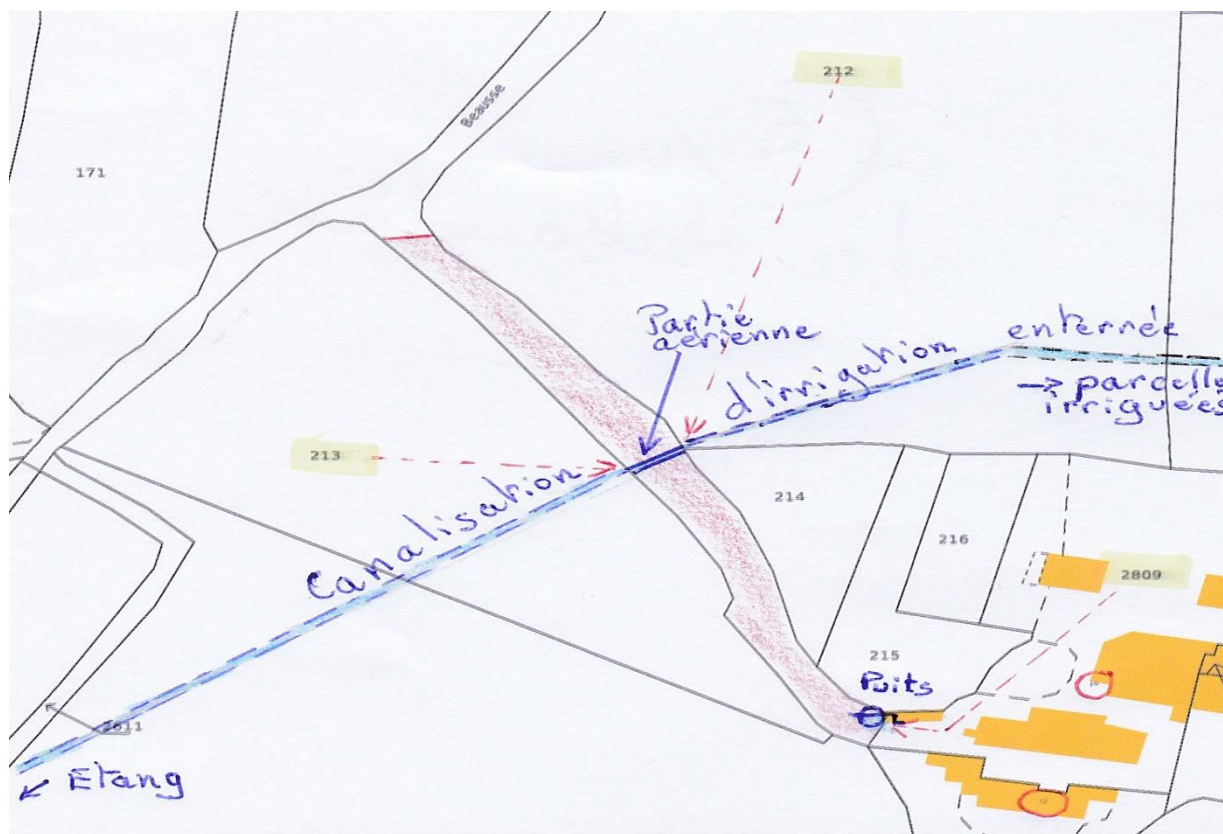 Beausse
212
171
Partie
aérienne
d'irrigation
enterrée
→ parcelles
irriguées
213
Canalisation
214
216
2809
215
Puits
2611
← Etang